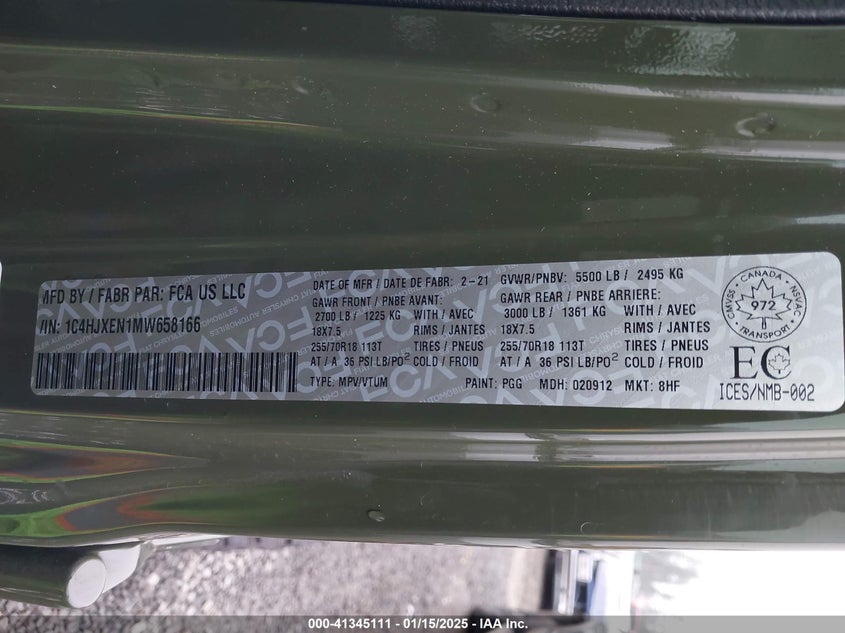 MFD BY / FABR PAR: FCA US LLC
/IN: 1C4HJXEN1MW658166
DATE OF MFR / DATE DE FABR: 2-21
GVWR/PNBV: 5500 LB / 2495 KG
GAWR FRONT / PNBE AVANT:
2700 LB / 1225 KG WITH / AVEC
18X7.5 RIMS / JANTES
255/70R18 113T TIRES / PNEUS
AT / A 36 PSI LB/PO² COLD / FROID
GAWR REAR / PNBE ARRIERE:
3000 LB / 1361 KG WITH / AVEC
18X7.5 RIMS / JANTES
255/70R18 113T TIRES / PNEUS
AT / A 36 PSI LB/PO² COLD / FROID
TYPE: MPV/VTUM PAINT: PGG MDH: 020912 MKT: 8HF
CANADA
CMVSS 972 NSVAC
TRANSPORT
EC
ICES/NMB-002
000-41345111 - 01/15/2025 - IAAI Inc.